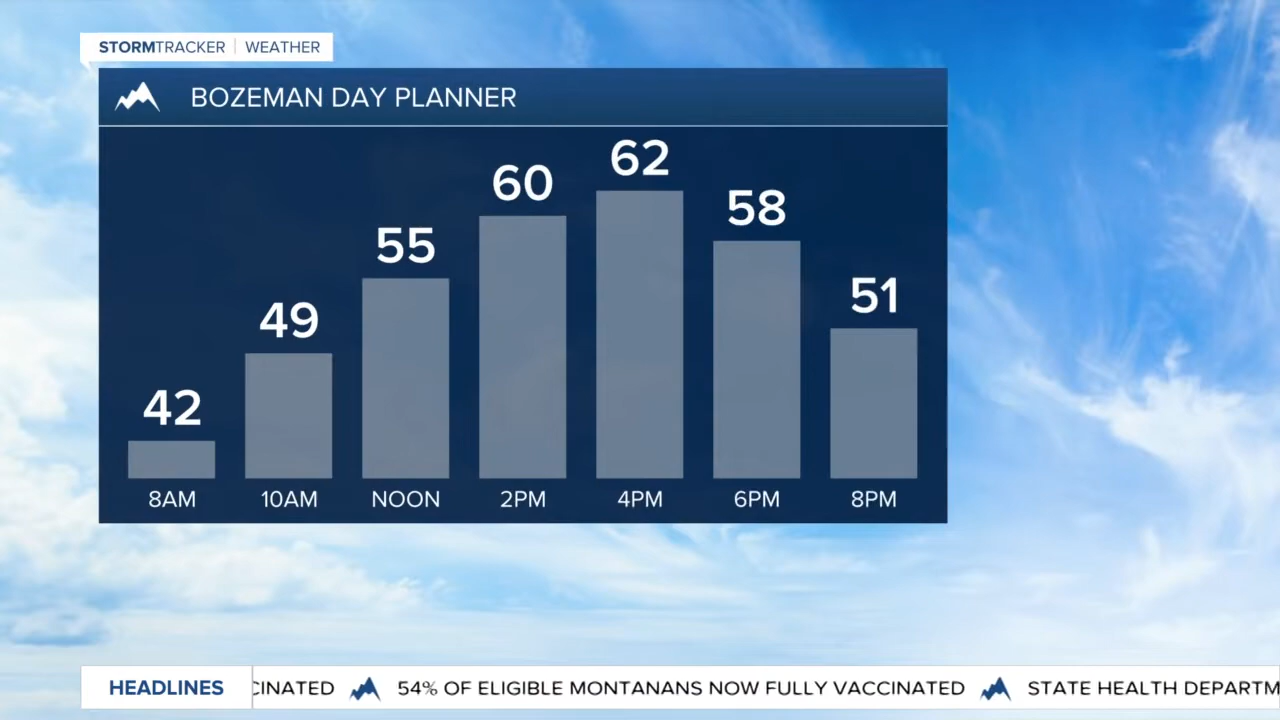 STORMTRACKER | WEATHER
BOZEMAN DAY PLANNER
42 49 55 60 62 58 51
8AM 10AM NOON 2PM 4PM 6PM 8PM
HEADLINES CINATED 54% OF ELIGIBLE MONTANANS NOW FULLY VACCINATED STATE HEALTH DEPARTM